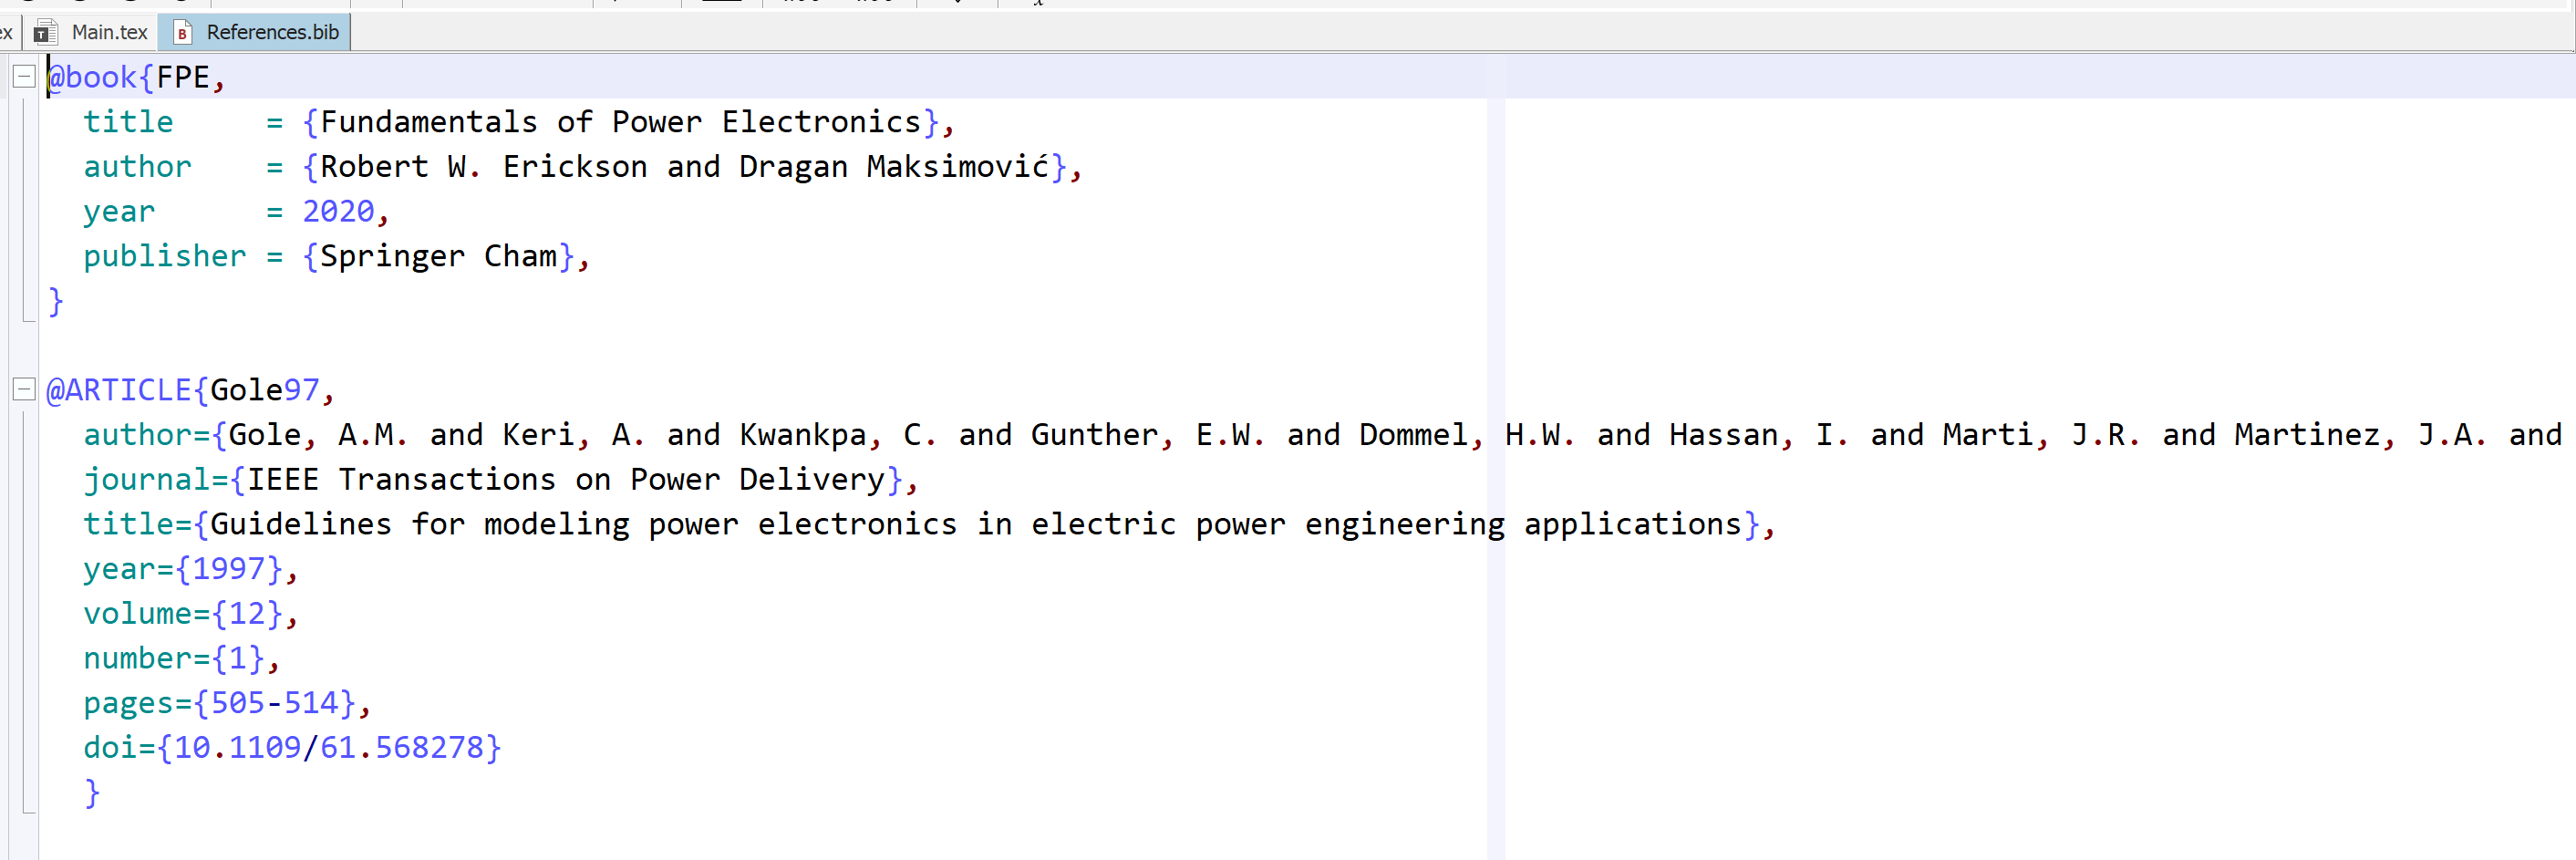 Main.tex References.bib
@book{FPE,
  title     = {Fundamentals of Power Electronics},
  author    = {Robert W. Erickson and Dragan Maksimović},
  year      = 2020,
  publisher = {Springer Cham},
}
@ARTICLE{Gole97,
  author={Gole, A.M. and Keri, A. and Kwankpa, C. and Gunther, E.W. and Dommel, H.W. and Hassan, I. and Marti, J.R. and Martinez, J.A. and
  journal={IEEE Transactions on Power Delivery},
  title={Guidelines for modeling power electronics in electric power engineering applications},
  year={1997},
  volume={12},
  number={1},
  pages={505-514},
  doi={10.1109/61.568278}
  }